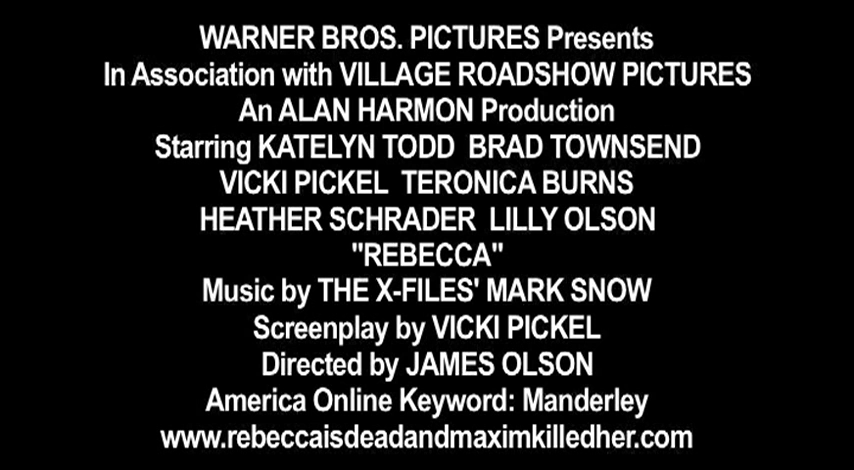 WARNER BROS. PICTURES Presents
In Association with VILLAGE ROADSHOW PICTURES
An ALAN HARMON Production
Starring KATELYN TODD BRAD TOWNSEND
VICKI PICKEL TERONICA BURNS
HEATHER SCHRADER LILLY OLSON
"REBECCA"
Music by THE X-FILES' MARK SNOW
Screenplay by VICKI PICKEL
Directed by JAMES OLSON
America Online Keyword: Manderley
www.rebeccaisdeadandmaximkilledher.com